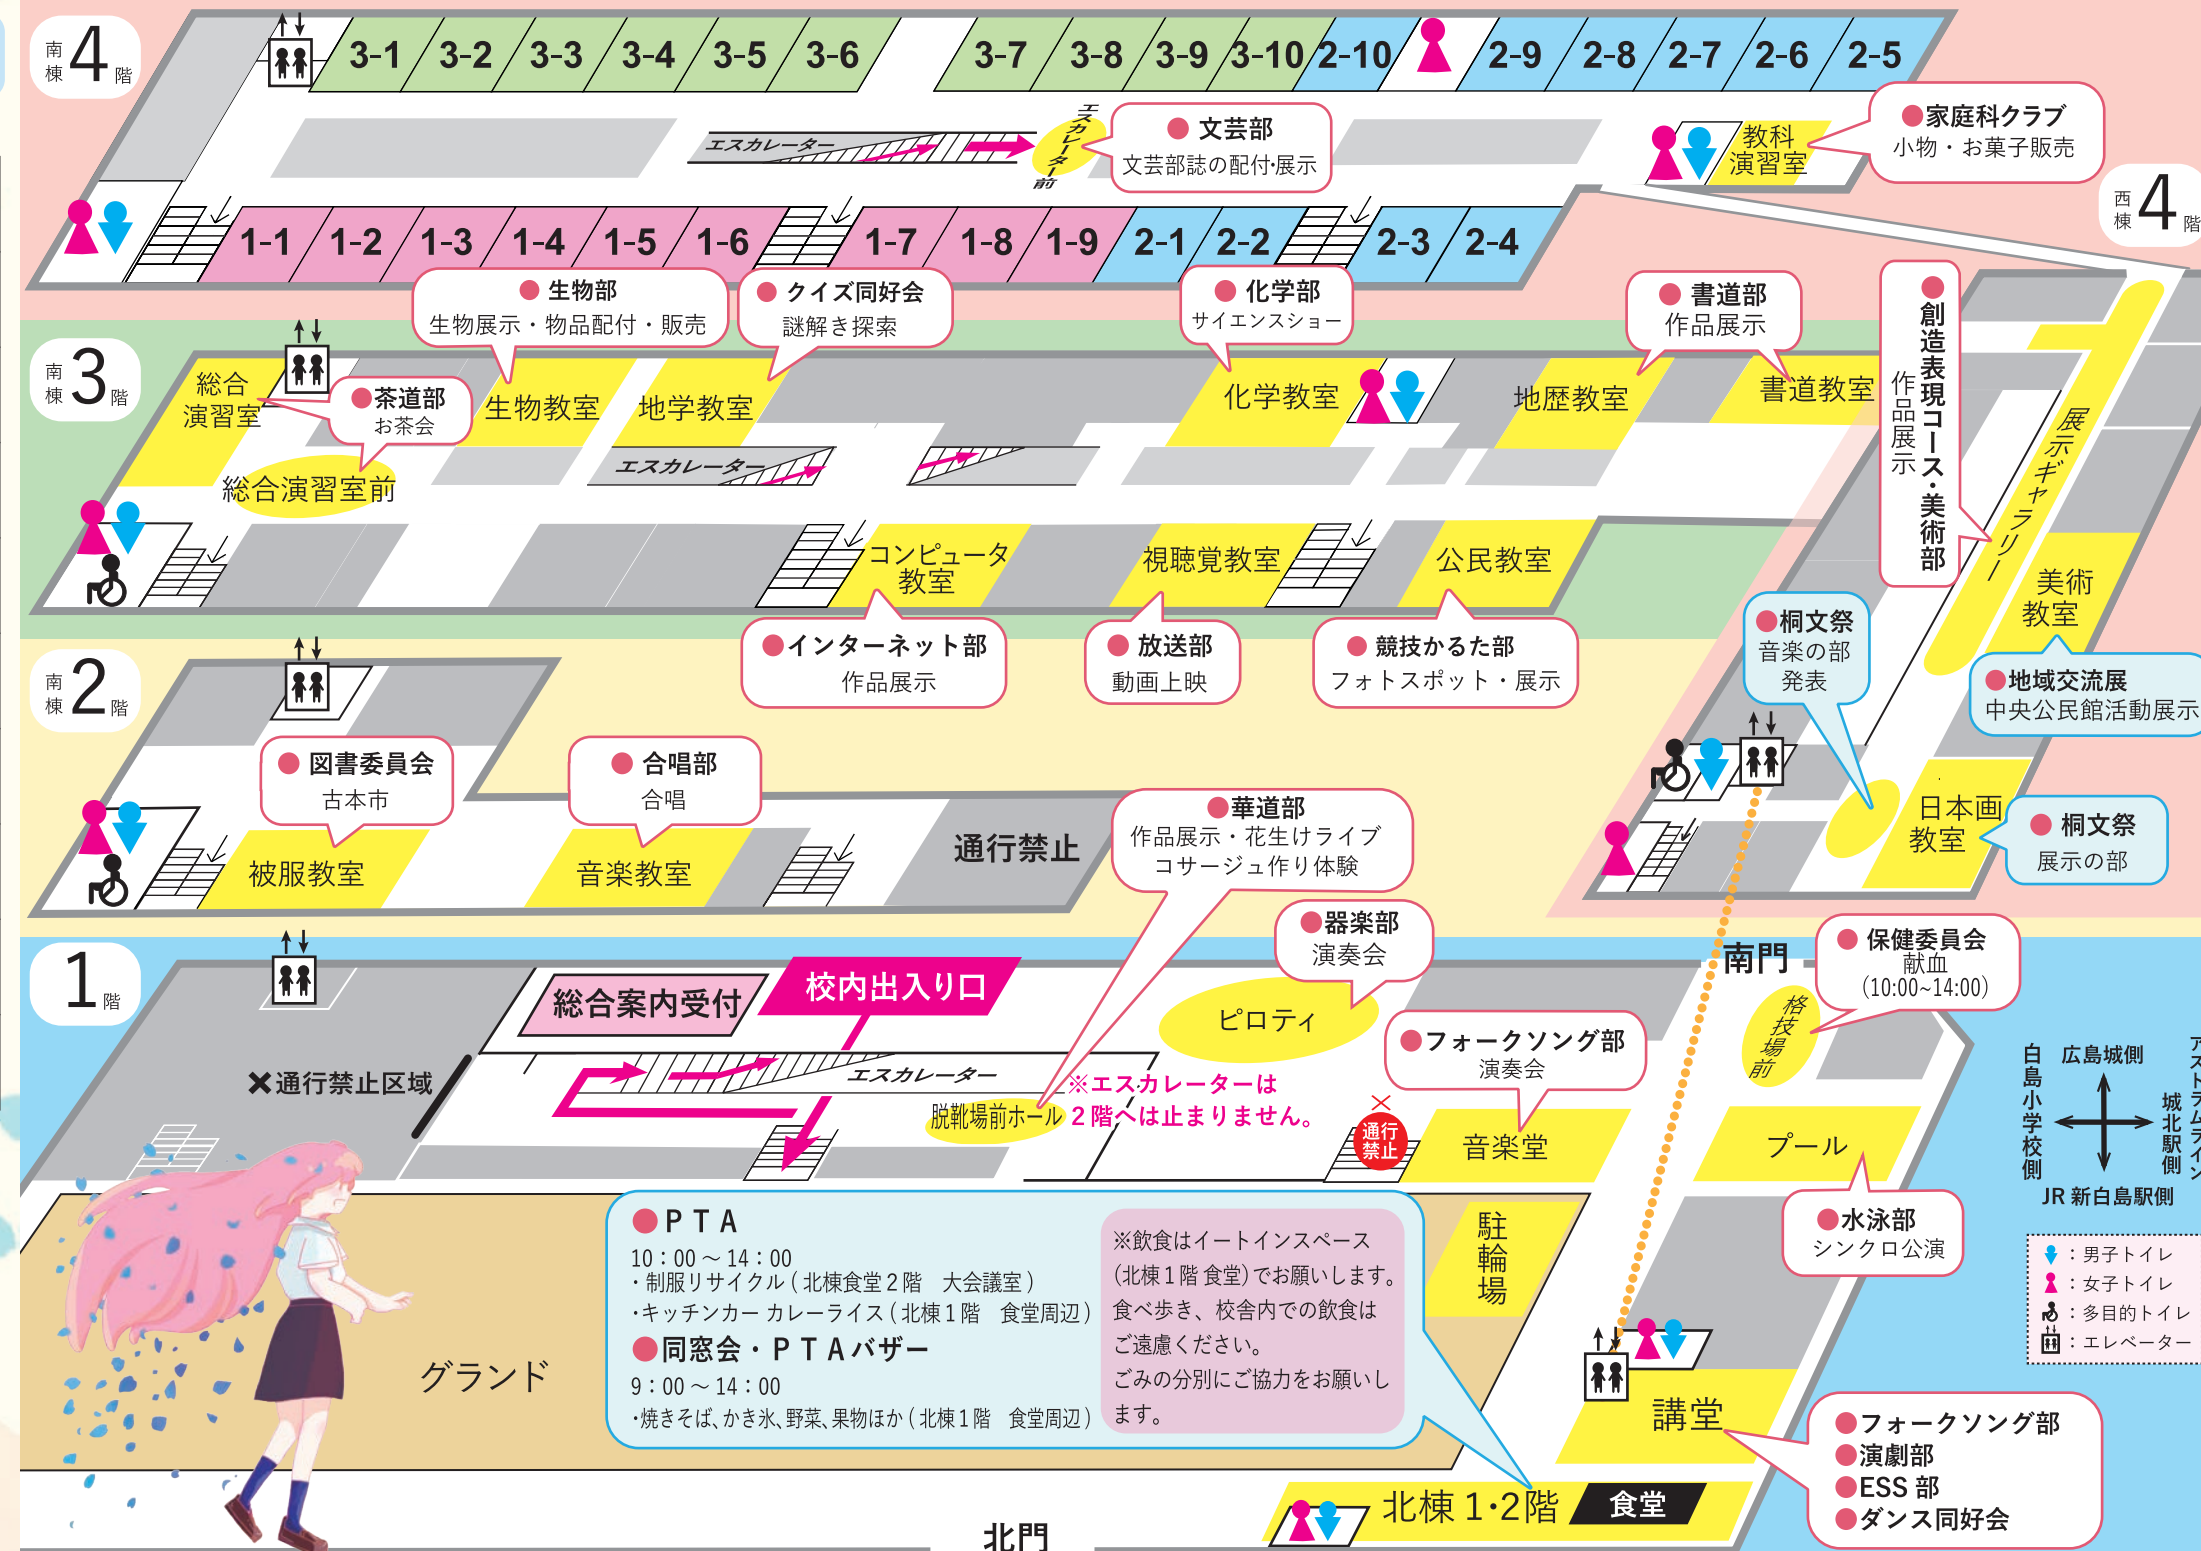 南棟4階
3-1 3-2 3-3 3-4 3-5 3-6 3-7 3-8 3-9 3-10 2-10 2-9 2-8 2-7 2-6 2-5
エスカレーター
エスカレーター前
●文芸部
文芸部誌の配付・展示
教科
演習室
●家庭科クラブ
小物・お菓子販売
1-1 1-2 1-3 1-4 1-5 1-6 1-7 1-8 1-9 2-1 2-2 2-3 2-4
西棟4階
南棟3階
●生物部
生物展示・物品配付・販売
●クイズ同好会
謎解き探索
●化学部
サイエンスショー
●書道部
作品展示
●創造表現コース・美術部
作品展示
総合
演習室
●茶道部
お茶会
生物教室
地学教室
化学教室
地歴教室
書道教室
展示ギャラリー
総合演習室前
エスカレーター
コンピュータ
教室
視聴覚教室
公民教室
美術
教室
●インターネット部
作品展示
●放送部
動画上映
●競技かるた部
フォトスポット・展示
●桐文祭
音楽の部
発表
●地域交流展
中央公民館活動展示
南棟2階
●図書委員会
古本市
●合唱部
合唱
被服教室
音楽教室
通行禁止
●華道部
作品展示・花生けライブ
コサージュ作り体験
日本画
教室
●桐文祭
展示の部
1階
●器楽部
演奏会
南門
●保健委員会
献血
(10:00~14:00)
総合案内受付
校内出入り口
ピロティ
格技場前
●フォークソング部
演奏会
✖通行禁止区域
エスカレーター
脱靴場前ホール
※エスカレーターは
2階へは止まりません。
通行
禁止
音楽堂
プール
●水泳部
シンクロ公演
広島城側
白島小学校側
城北駅側
アストラムライン
JR新白島駅側
：男子トイレ
：女子トイレ
：多目的トイレ
：エレベーター
●PTA
10：00～14：00
・制服リサイクル(北棟食堂2階　大会議室)
・キッチンカー カレーライス(北棟1階　食堂周辺)
●同窓会・PTAバザー
9：00～14：00
・焼きそば、かき氷、野菜、果物ほか(北棟1階　食堂周辺)
※飲食はイートインスペース
(北棟1階 食堂)でお願いします。
食べ歩き、校舎内での飲食は
ご遠慮ください。
ごみの分別にご協力をお願いし
ます。
駐輪場
グランド
講堂
●フォークソング部
●演劇部
●ESS部
●ダンス同好会
北棟1・2階
食堂
北門